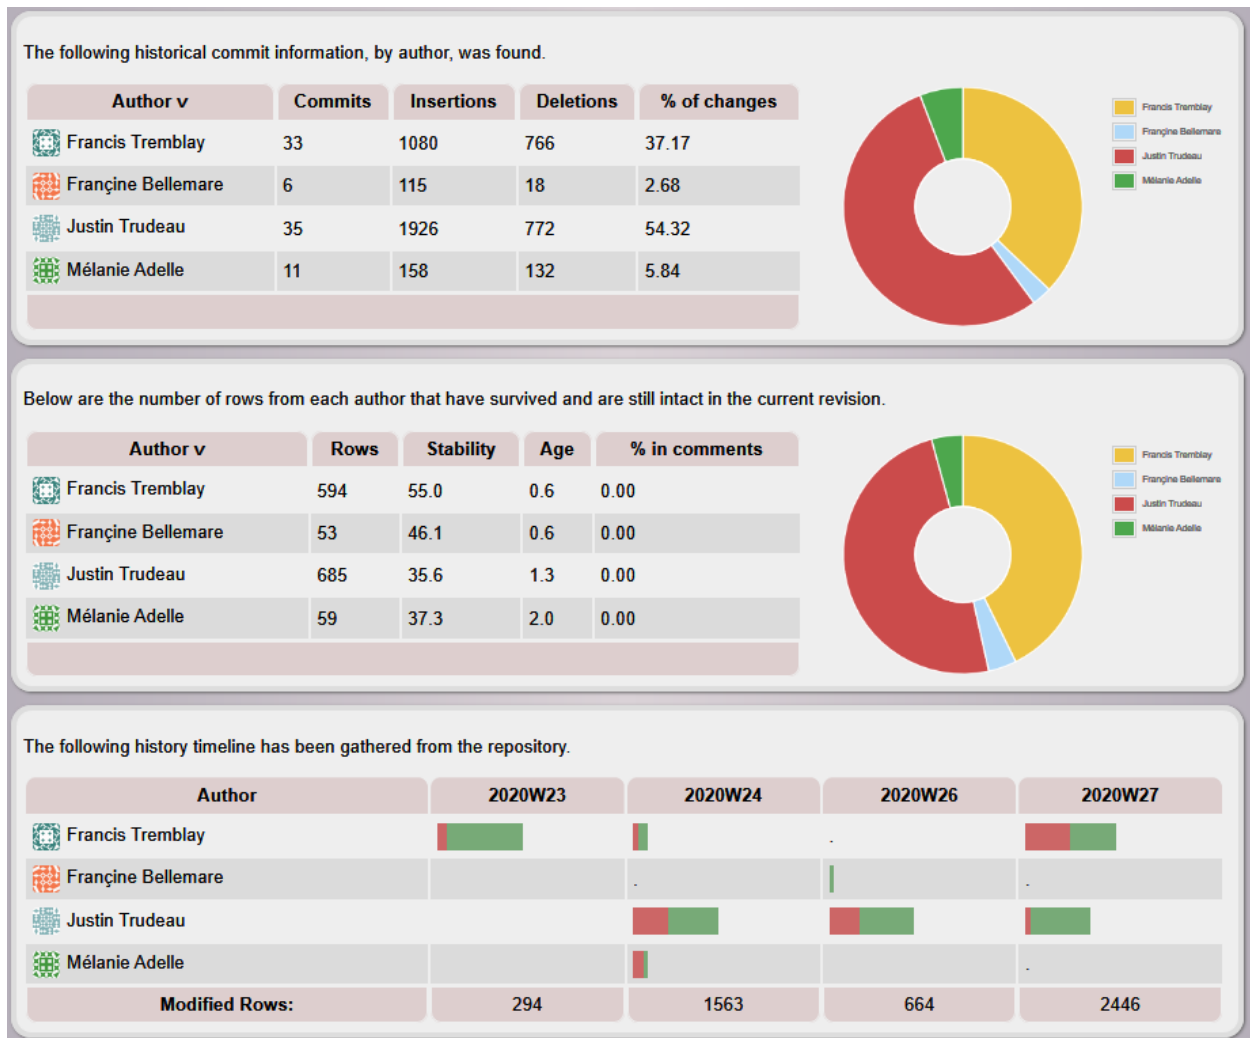 The following historical commit information, by author, was found.
Author v Commits Insertions Deletions % of changes
Francis Tremblay 33 1080 766 37.17
Françine Bellemare 6 115 18 2.68
Justin Trudeau 35 1926 772 54.32
Mélanie Adelle 11 158 132 5.84
Francis Tremblay
Françine Bellemare
Justin Trudeau
Mélanie Adelle
Below are the number of rows from each author that have survived and are still intact in the current revision.
Author v Rows Stability Age % in comments
Francis Tremblay 594 55.0 0.6 0.00
Françine Bellemare 53 46.1 0.6 0.00
Justin Trudeau 685 35.6 1.3 0.00
Mélanie Adelle 59 37.3 2.0 0.00
Francis Tremblay
Françine Bellemare
Justin Trudeau
Mélanie Adelle
The following history timeline has been gathered from the repository.
Author 2020W23 2020W24 2020W26 2020W27
Francis Tremblay .
Françine Bellemare . .
Justin Trudeau
Mélanie Adelle .
Modified Rows: 294 1563 664 2446